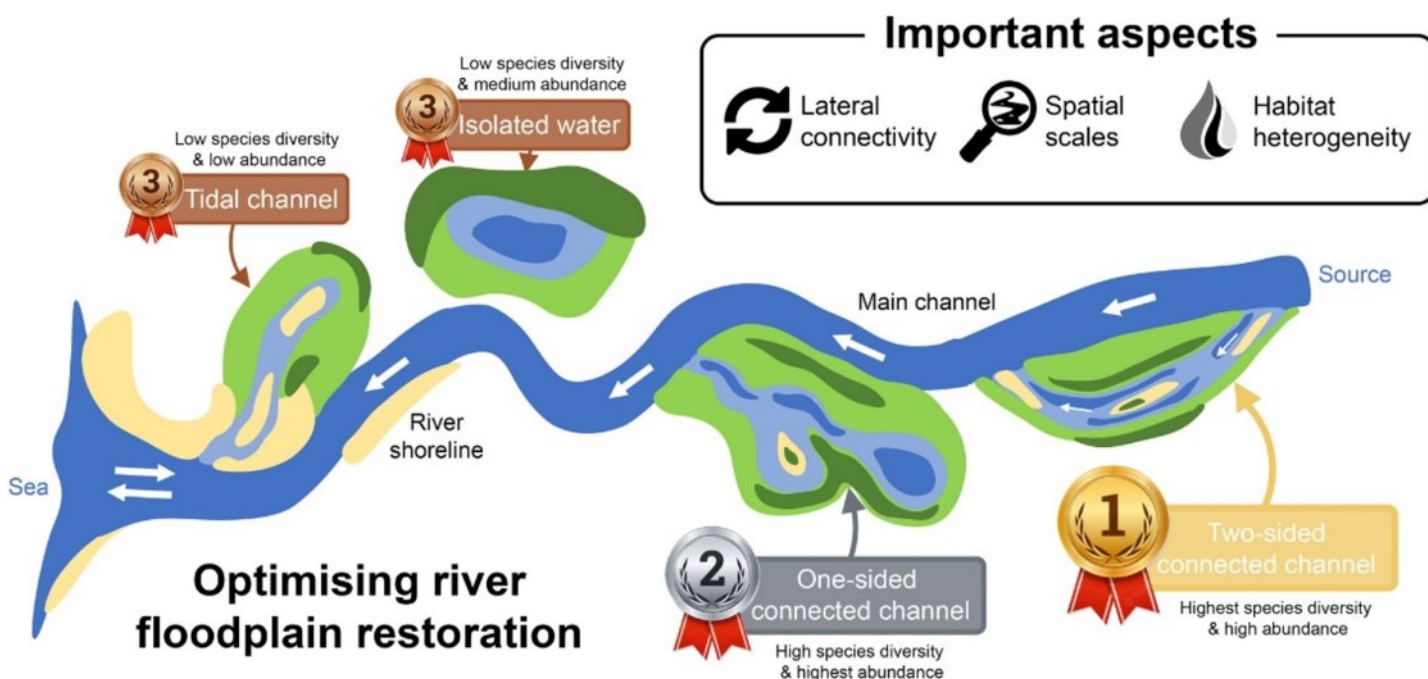 Important aspects
Lateral
connectivity
Spatial
scales
Habitat
heterogeneity
Low species diversity
& medium abundance
3
Isolated water
Low species diversity
& low abundance
3
Tidal channel
Source
Main channel
River
shoreline
Sea
1
Two-sided
connected channel
Highest species diversity
& high abundance
2
One-sided
connected channel
High species diversity
& highest abundance
Optimising river
floodplain restoration